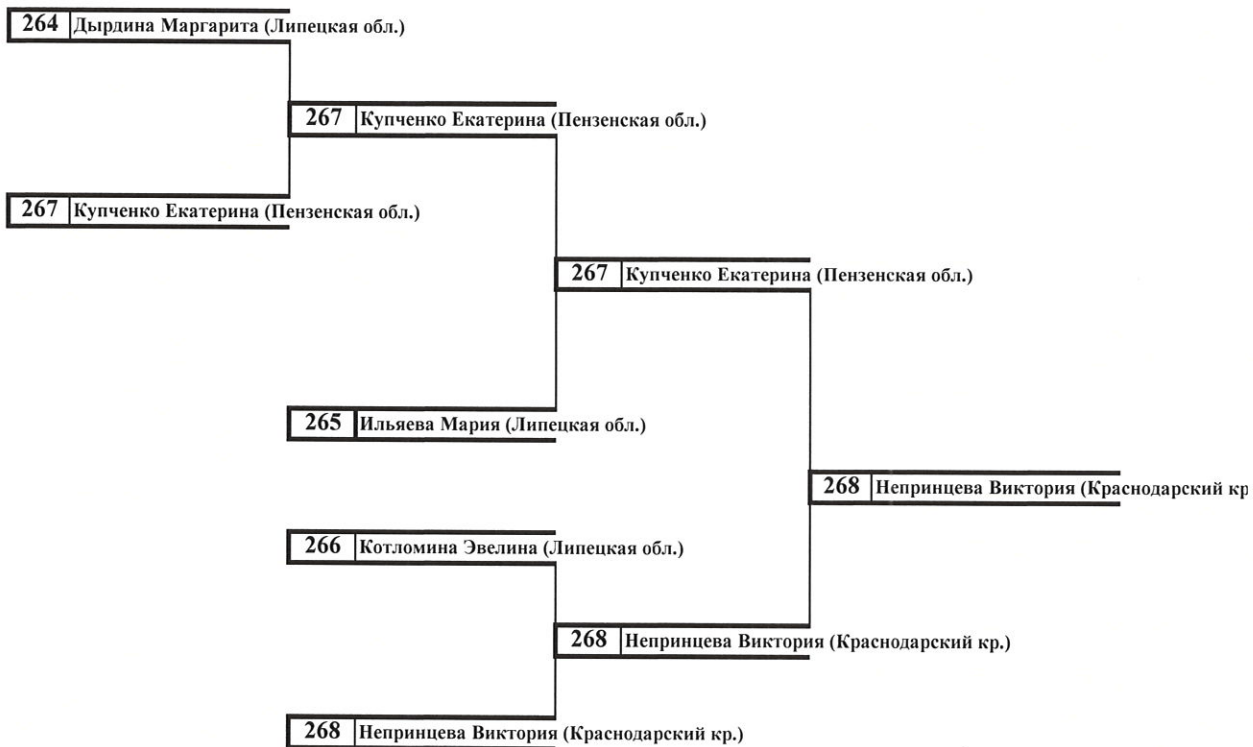 264 Дырдина Маргарита (Липецкая обл.)
267 Купченко Екатерина (Пензенская обл.)
267 Купченко Екатерина (Пензенская обл.)
267 Купченко Екатерина (Пензенская обл.)
265 Ильяева Мария (Липецкая обл.)
268 Непринцева Виктория (Краснодарский кр
266 Котломина Эвелина (Липецкая обл.)
268 Непринцева Виктория (Краснодарский кр.)
268 Непринцева Виктория (Краснодарский кр.)